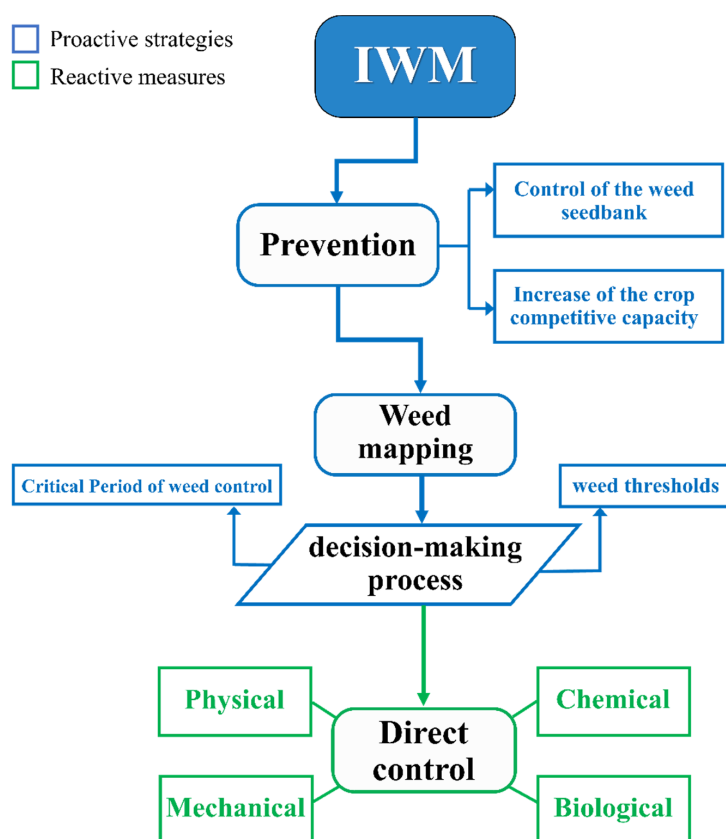 Proactive strategies
Reactive measures
IWM
Prevention
Control of the weed
seedbank
Increase of the crop
competitive capacity
Weed
mapping
Critical Period of weed control
weed thresholds
decision-making
process
Physical
Chemical
Direct
control
Mechanical
Biological